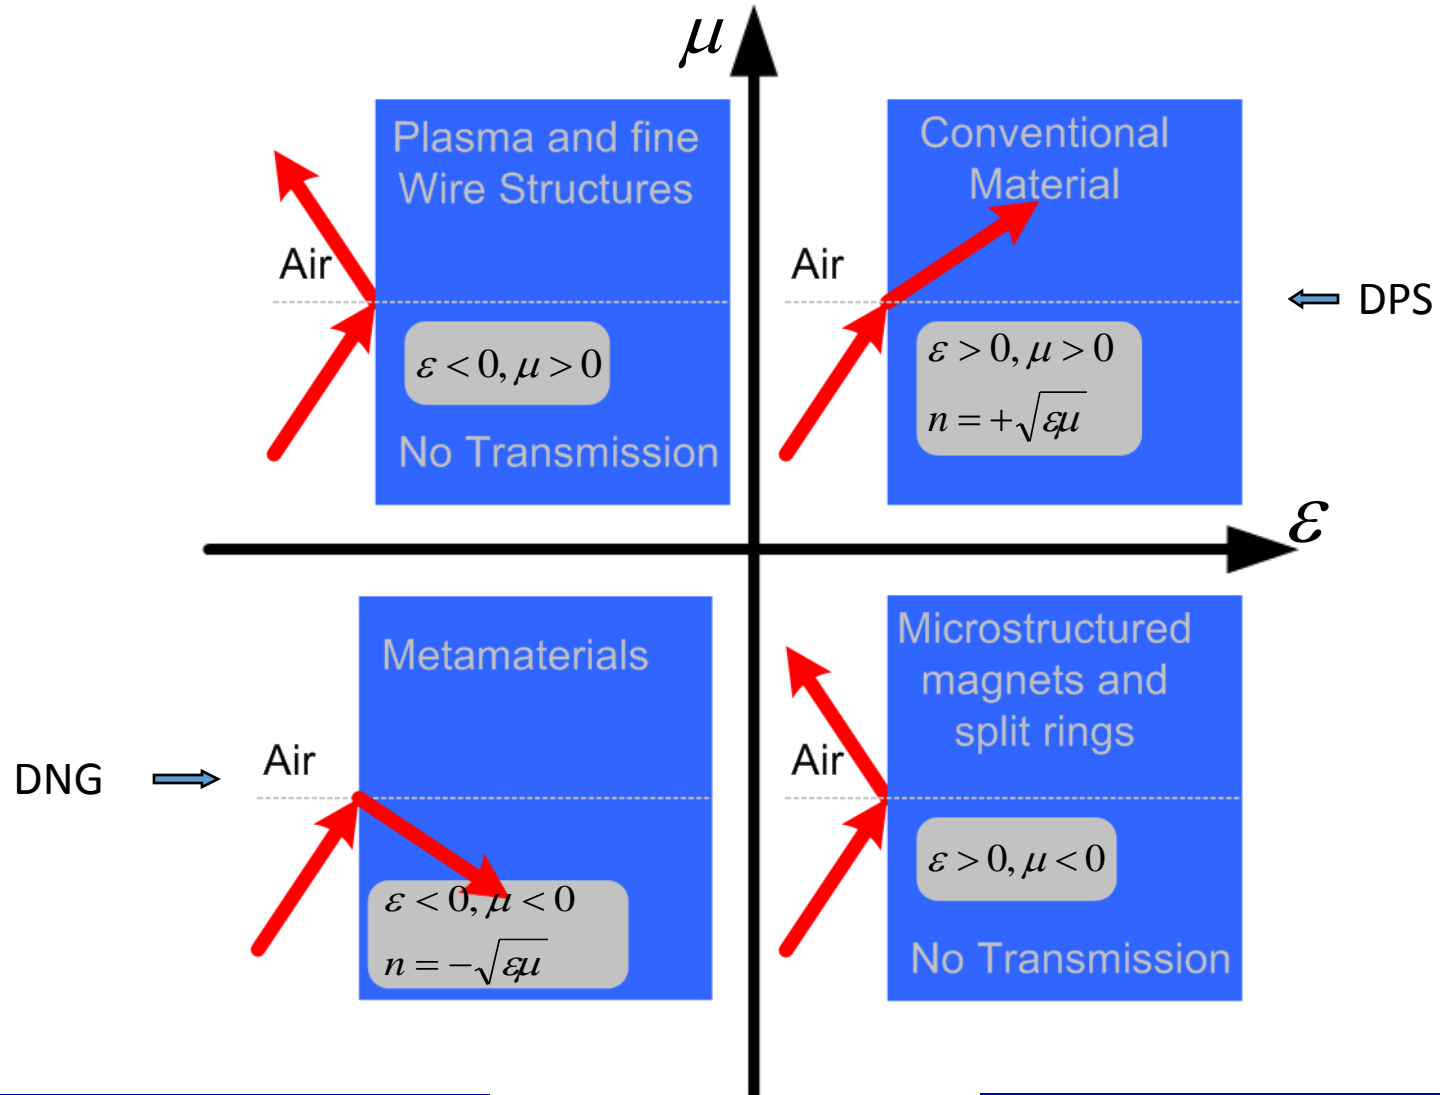 μ
Plasma and fine
Wire Structures
Air
ε < 0, μ > 0
No Transmission
Conventional
Material
Air
ε > 0, μ > 0
n = +√εμ
DPS
ε
Metamaterials
DNG
Air
ε < 0, μ < 0
n = −√εμ
Microstructured
magnets and
split rings
Air
ε > 0, μ < 0
No Transmission